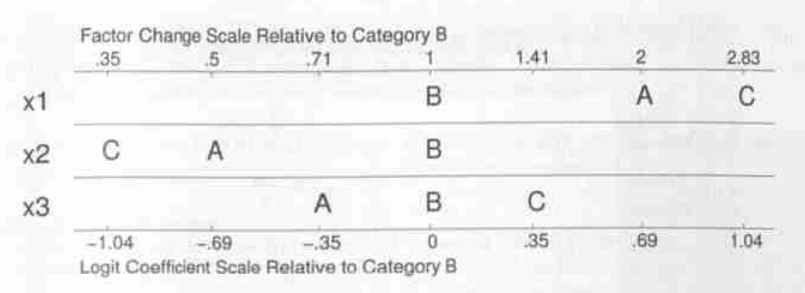 Factor Change Scale Relative to Category B
.35 .5 .71 1 1.41 2 2.83
x1 B A C
x2 C A B
x3 A B C
−1.04 −.69 −.35 0 .35 .69 1.04
Logit Coefficient Scale Relative to Category B